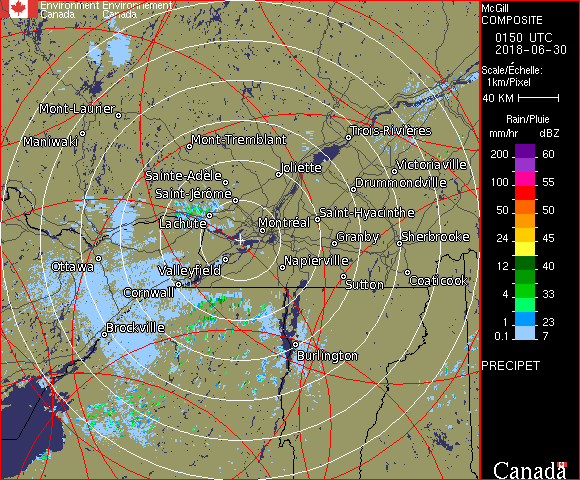 Environment Environnement
Canada Canada
McGill
COMPOSITE
0150 UTC
2018-06-30
Scale/Échelle:
1km/Pixel
40 KM
Rain/Pluie
mm/hr dBZ
200 60
100 55
50 50
24 45
12 40
4 33
1 23
0.1 7
PRECIPET
Canada
Mont-Laurier
Maniwaki
Mont-Tremblant
Trois-Rivières
Joliette
Victoriaville
Sainte-Adèle
Drummondville
Saint-Jérôme
Saint-Hyacinthe
Lachute
Montréal
Granby
Sherbrooke
Ottawa
Napierville
Valleyfield
Sutton
Coaticook
Cornwall
Brockville
Burlington